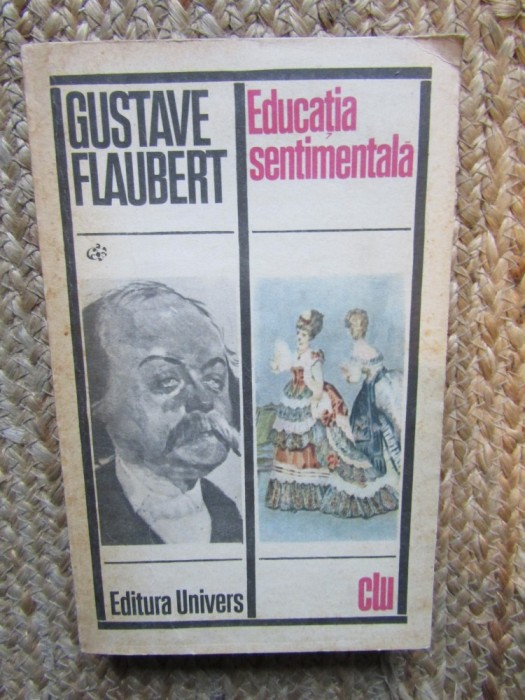 GUSTAVE
FLAUBERT
Educația
sentimentală
Editura Univers
clu